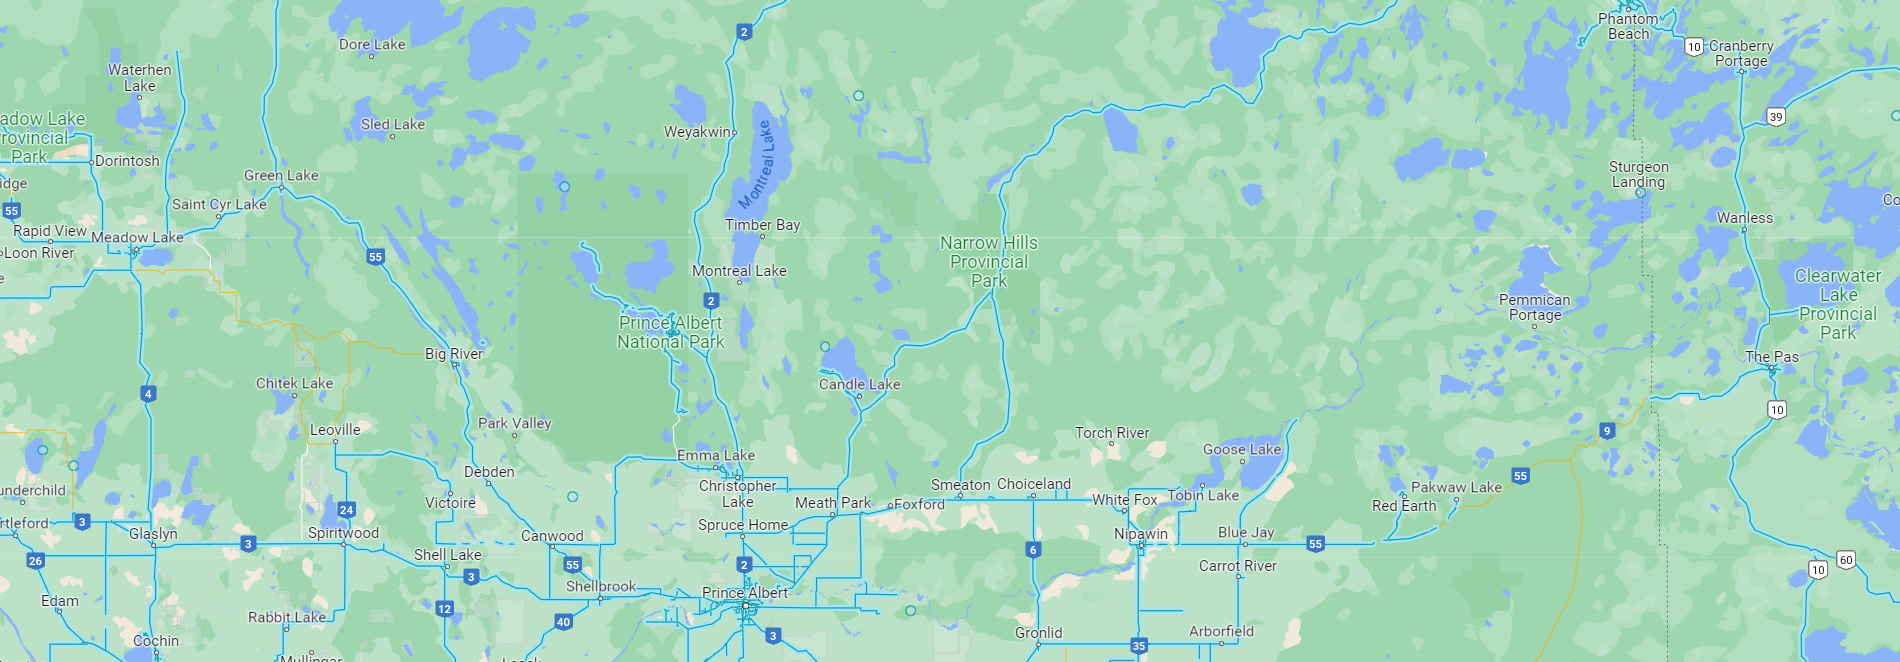 2
Phantom
Beach
10
Cranberry
Portage
Dore Lake
Waterhen
Lake
adow Lake
Provincial
Park
Sled Lake
Weyakwin
Montreal Lake
39
Dorintosh
idge
Green Lake
Sturgeon
Landing
Saint Cyr Lake
55
Co
Rapid View
Meadow Lake
Timber Bay
Wanless
Loon River
55
Narrow Hills
Provincial
Park
Montreal Lake
e
2
Pemmican
Portage
Clearwater
Lake
Provincial
Park
Prince Albert
National Park
Big River
The Pas
Chitek Lake
4
Candle Lake
10
Park Valley
Leoville
Torch River
9
Goose Lake
Emma Lake
Debden
55
underchild
Victoire
Christopher
Lake
Smeaton
Choiceland
Pakwaw Lake
Meath Park
Foxford
White Fox
Tobin Lake
Red Earth
24
rtleford
3
Glaslyn
3
Spiritwood
Canwood
Spruce Home
Nipawin
Blue Jay
55
26
Shell Lake
3
55
2
6
Carrot River
10
60
Edam
Shellbrook
Prince Albert
Rabbit Lake
12
40
3
Gronlid
35
Arborfield
Cochin
Mullingar